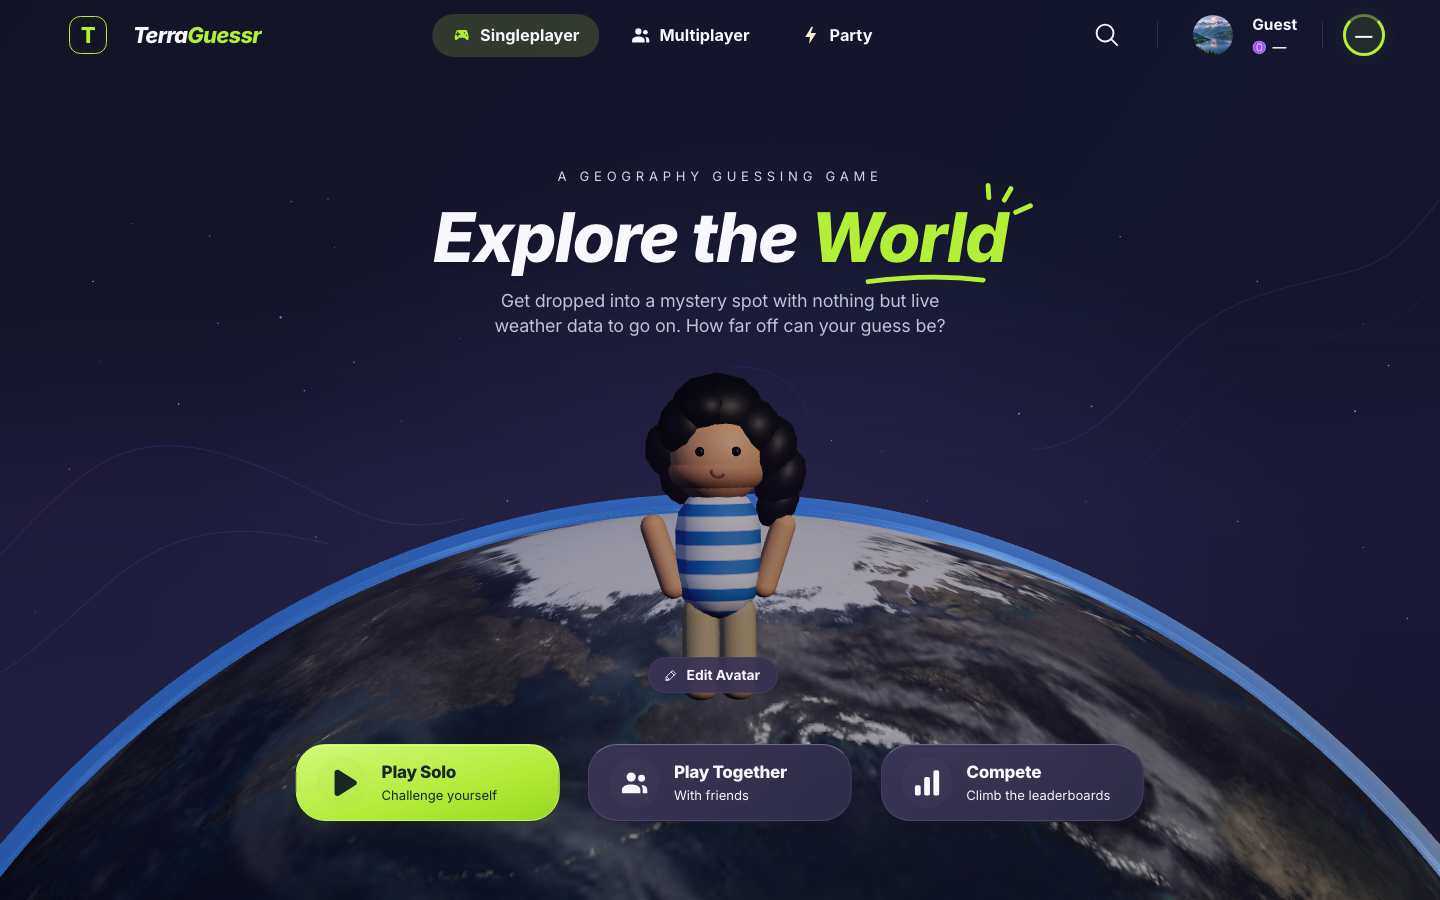 T
TerraGuessr
Singleplayer
Multiplayer
Party
Guest
0 —
—
A GEOGRAPHY GUESSING GAME
Explore the World
Get dropped into a mystery spot with nothing but live
weather data to go on. How far off can your guess be?
Edit Avatar
Play Solo
Challenge yourself
Play Together
With friends
Compete
Climb the leaderboards